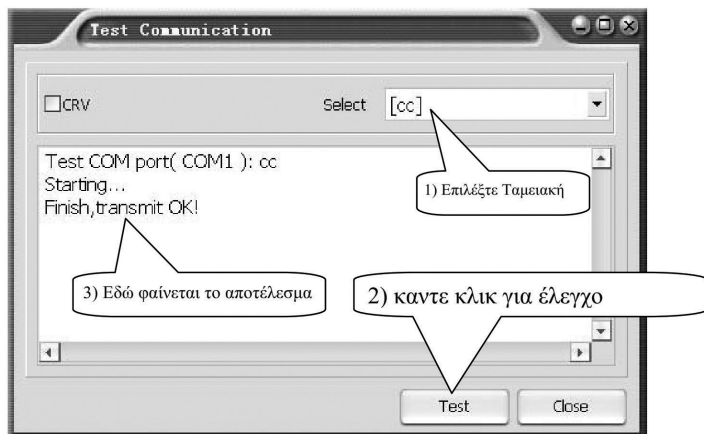 Test Communication
CRV
Select
[cc]
Test COM port( COM1 ): cc
Starting...
Finish,transmit OK!
1) Επιλέξτε Ταμειακή
3) Εδώ φαίνεται το αποτέλεσμα
2) καντε κλικ για έλεγχο
Test
Close